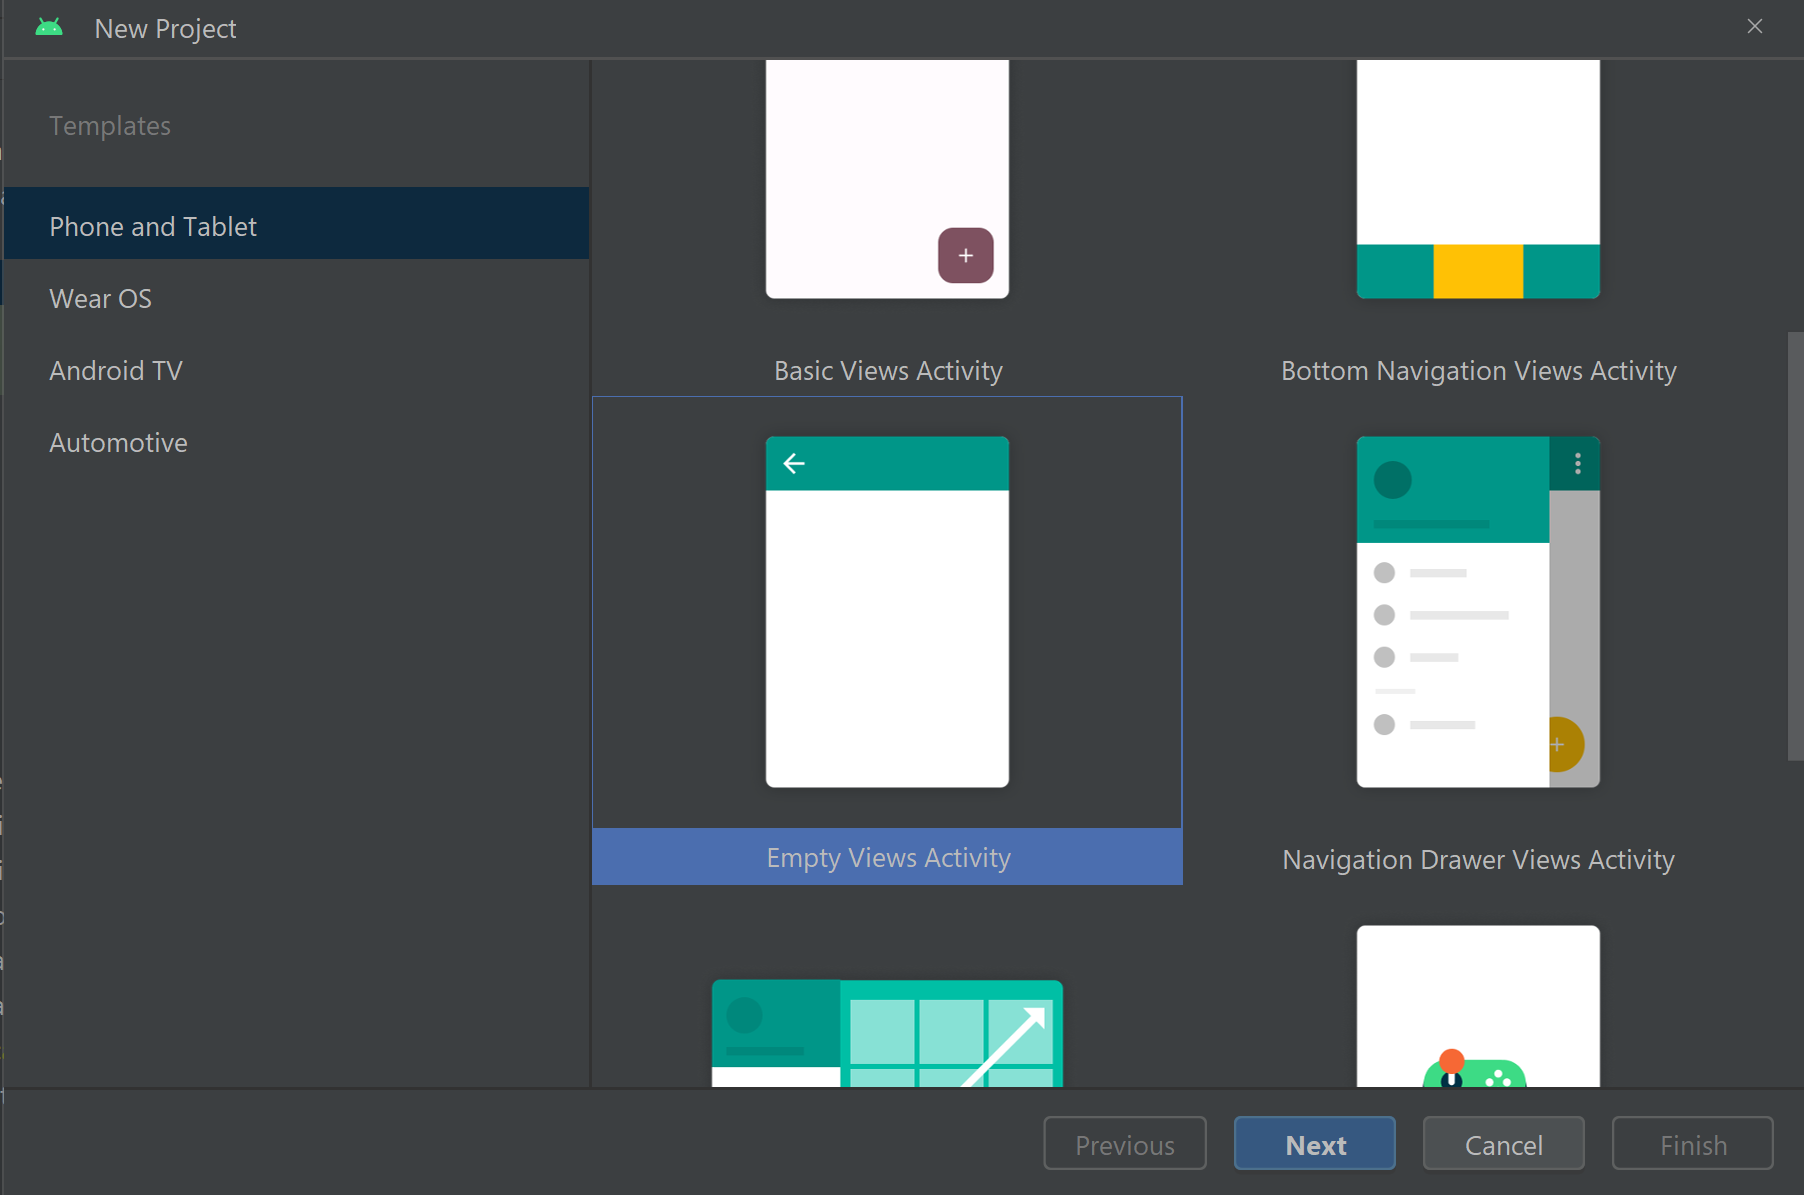 New Project
Templates
Phone and Tablet
Wear OS
Android TV
Automotive
Basic Views Activity
Bottom Navigation Views Activity
Empty Views Activity
Navigation Drawer Views Activity
Previous
Next
Cancel
Finish